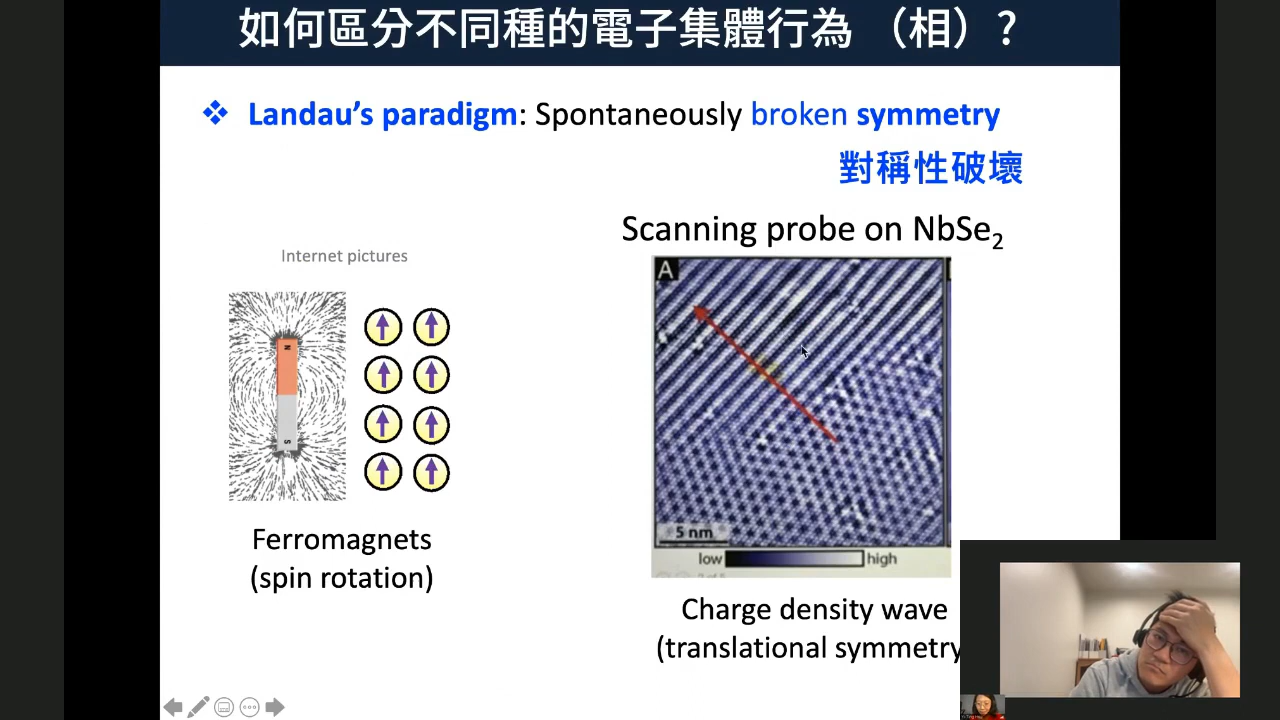 如何區分不同種的電子集體行為 （相）?
Landau’s paradigm: Spontaneously broken symmetry
對稱性破壞
Scanning probe on NbSe2
Internet pictures
A
N
S
5 nm
low high
Ferromagnets
(spin rotation)
Charge density wave
(translational symmetry